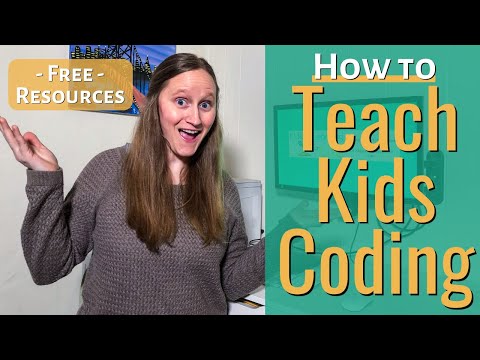 - Free -
Resources
How to
Teach
Kids
Coding